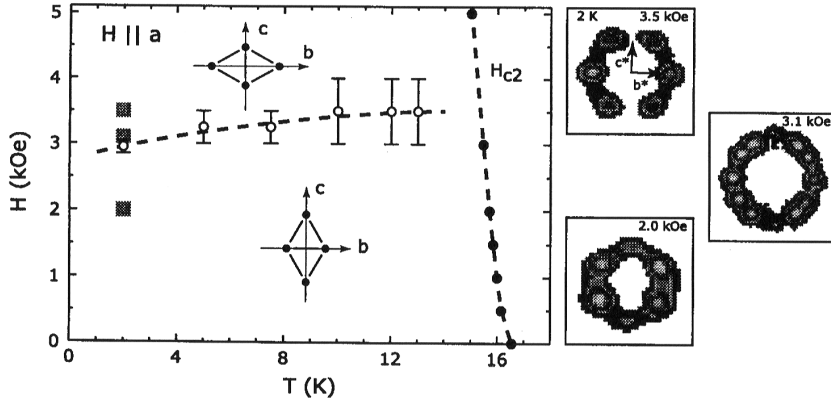 H || a
c
b
H_c2
c
b
5
4
3
2
1
0
H (kOe)
0
4
8
12
16
T (K)
2 K
3.5 kOe
c*
b*
3.1 kOe
2.0 kOe